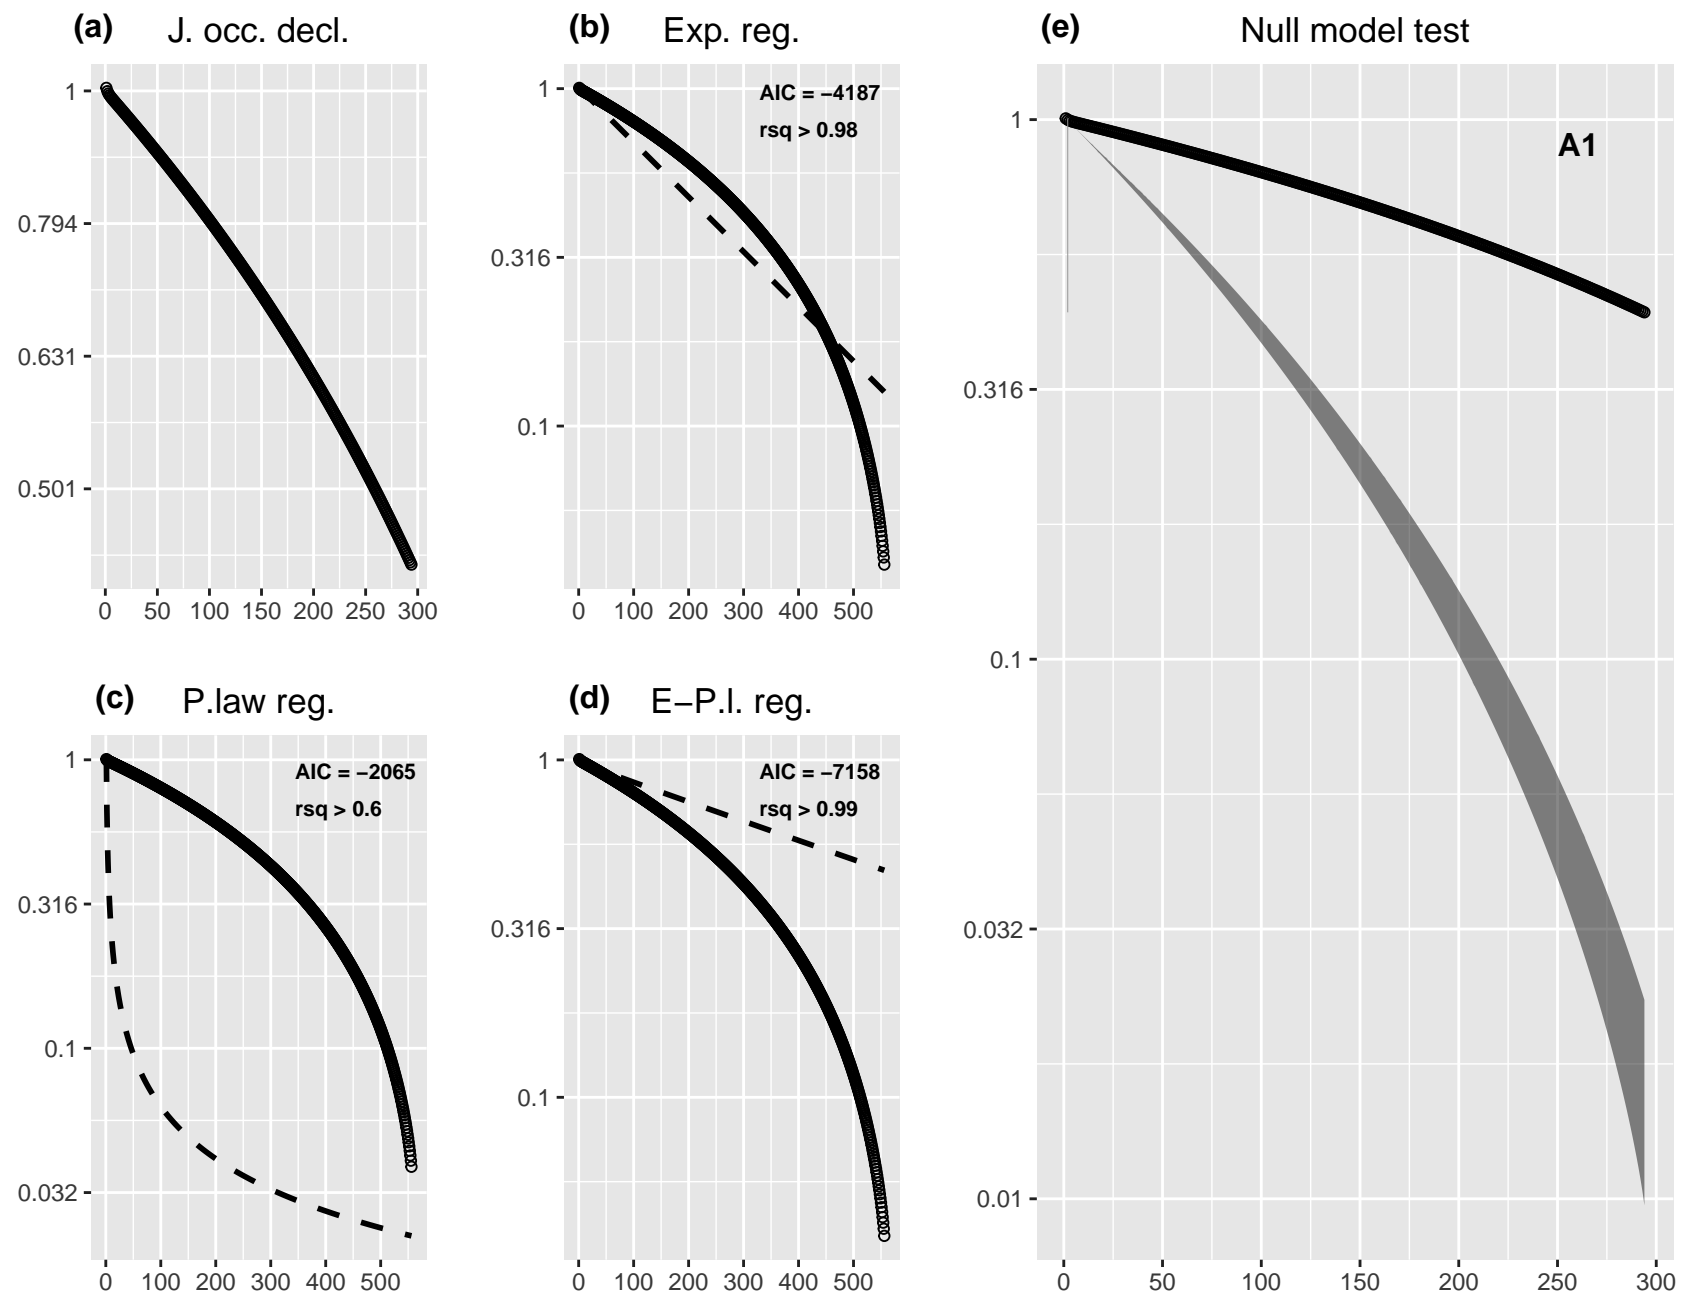 (a) J. occ. decl.
1
0.794
0.631
0.501
0 50 100 150 200 250 300
(b) Exp. reg.
AIC = −4187
rsq > 0.98
1
0.316
0.1
0 100 200 300 400 500
(c) P.law reg.
AIC = −2065
rsq > 0.6
1
0.316
0.1
0.032
0 100 200 300 400 500
(d) E−P.l. reg.
AIC = −7158
rsq > 0.99
1
0.316
0.1
0 100 200 300 400 500
(e) Null model test
A1
1
0.316
0.1
0.032
0.01
0 50 100 150 200 250 300